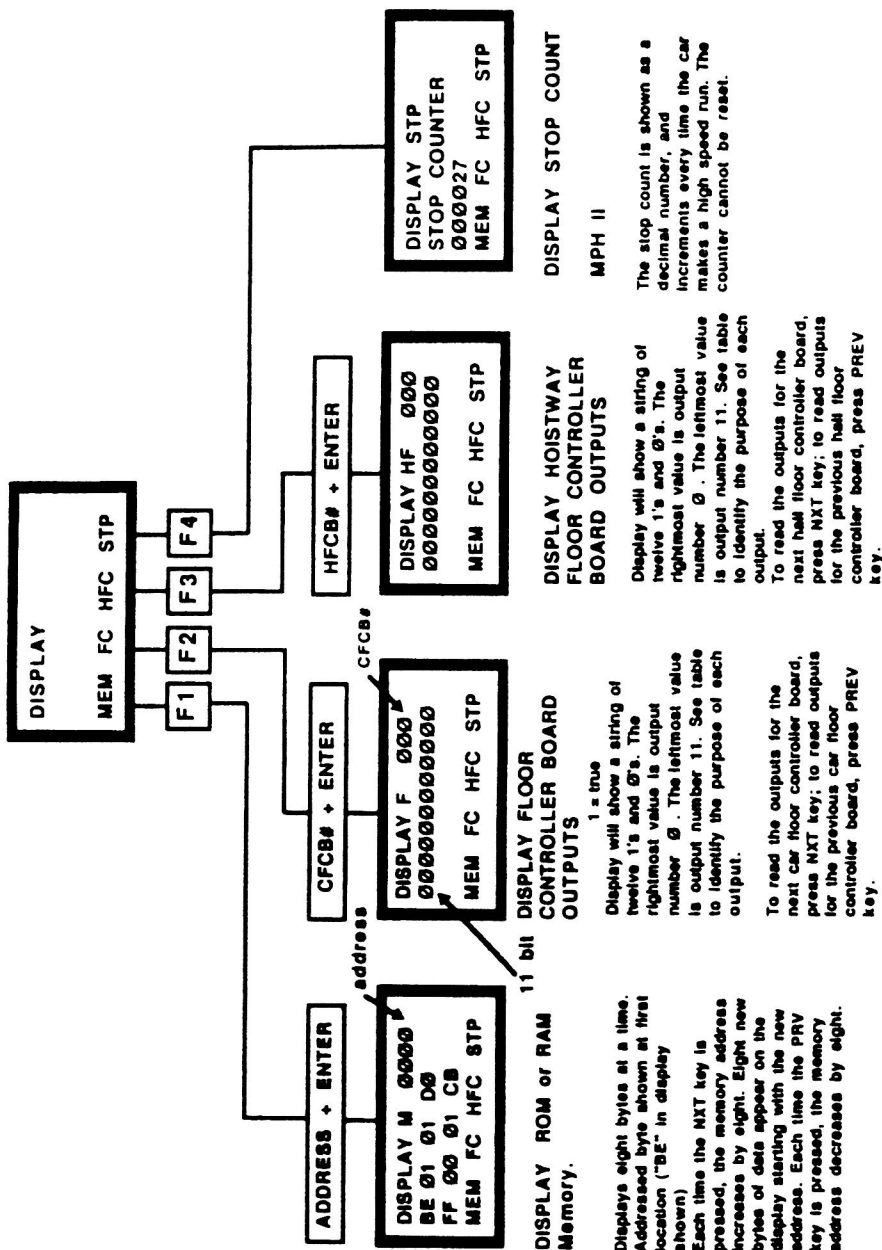 DISPLAY
MEM FC HFC STP
F1
F2
F3
F4
ADDRESS + ENTER
CFCB# + ENTER
HFCB# + ENTER
address
DISPLAY M 0000
BE 01 01 D0
FF 00 01 CB
MEM FC HFC STP
DISPLAY ROM or RAM
Memory.
Displays eight bytes at a time.
Addressed byte shown at first
location ("BE" in display
shown)
Each time the NXT key is
pressed, the memory address
increases by eight. Eight new
bytes of data appear on the
display starting with the new
address. Each time the PRV
key is pressed, the memory
address decreases by eight.
CFCB#
DISPLAY F 000
000000000000
MEM FC HFC STP
11 bit
DISPLAY FLOOR
CONTROLLER BOARD
OUTPUTS
1 = true
Display will show a string of
twelve 1's and Ø's. The
rightmost value is output
number Ø . The leftmost value
is output number 11. See table
to identify the purpose of each
output.
To read the outputs for the
next car floor controller board,
press NXT key; to read outputs
for the previous car floor
controller board, press PREV
key.
DISPLAY HF 000
000000000000
MEM FC HFC STP
DISPLAY HOISTWAY
FLOOR CONTROLLER
BOARD OUTPUTS
Display will show a string of
twelve 1's and Ø's. The
rightmost value is output
number Ø . The leftmost value
is output number 11. See table
to identify the purpose of each
output.
To read the outputs for the
next hall floor controller board,
press NXT key; to read outputs
for the previous hall floor
controller board, press PREV
key.
DISPLAY STP
STOP COUNTER
000027
MEM FC HFC STP
DISPLAY STOP COUNT
MPH II
The stop count is shown as a
decimal number, and
increments every time the car
makes a high speed run. The
counter cannot be reset.